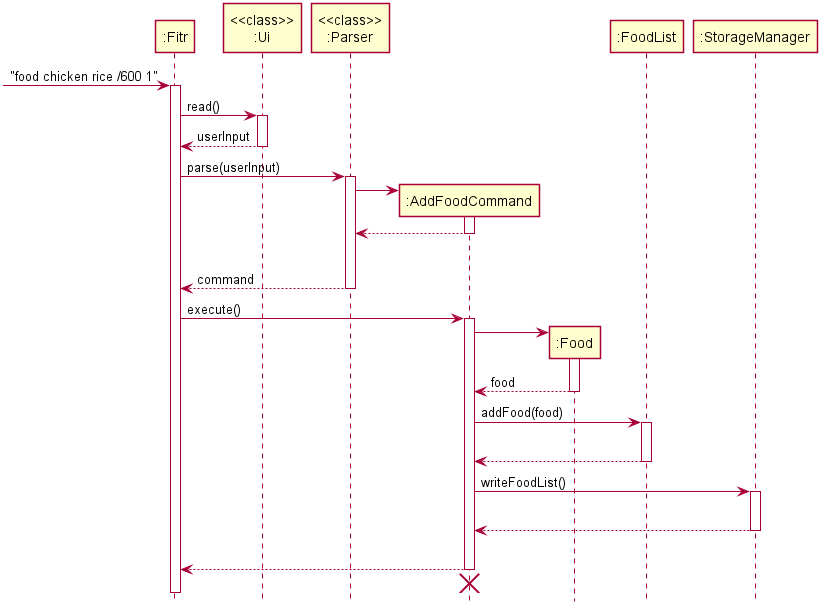 <<class>>
<<class>>
:Fitr
:Ui
:Parser
:FoodList
:StorageManager
"food chicken rice /600 1"
read()
userInput
parse(userInput)
:AddFoodCommand
command
execute()
:Food
food
addFood(food)
writeFoodList()